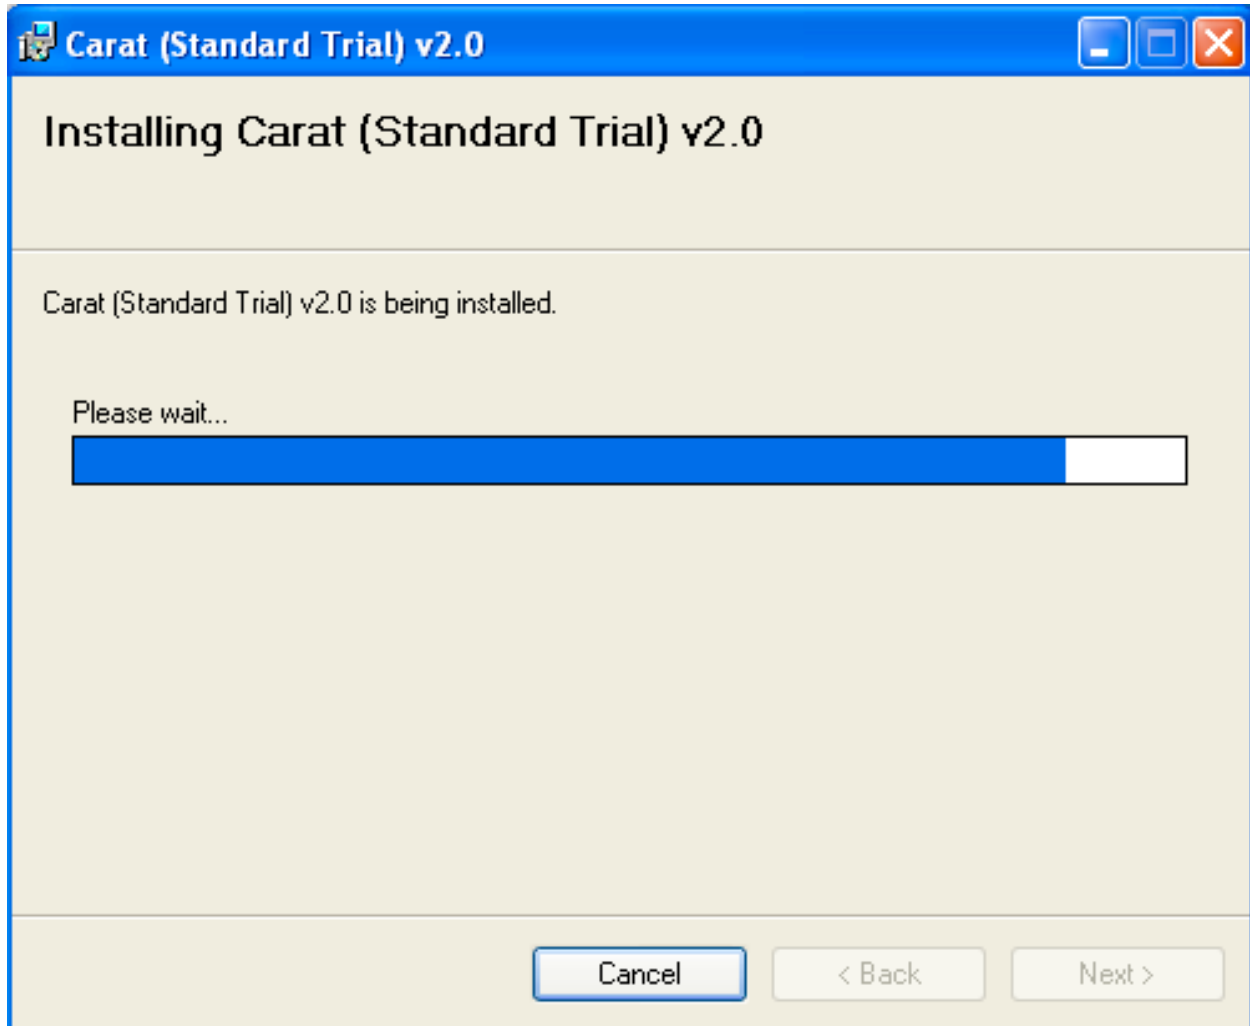 Carat (Standard Trial) v2.0
Installing Carat (Standard Trial) v2.0
Carat (Standard Trial) v2.0 is being installed.
Please wait...
Cancel
< Back
Next >